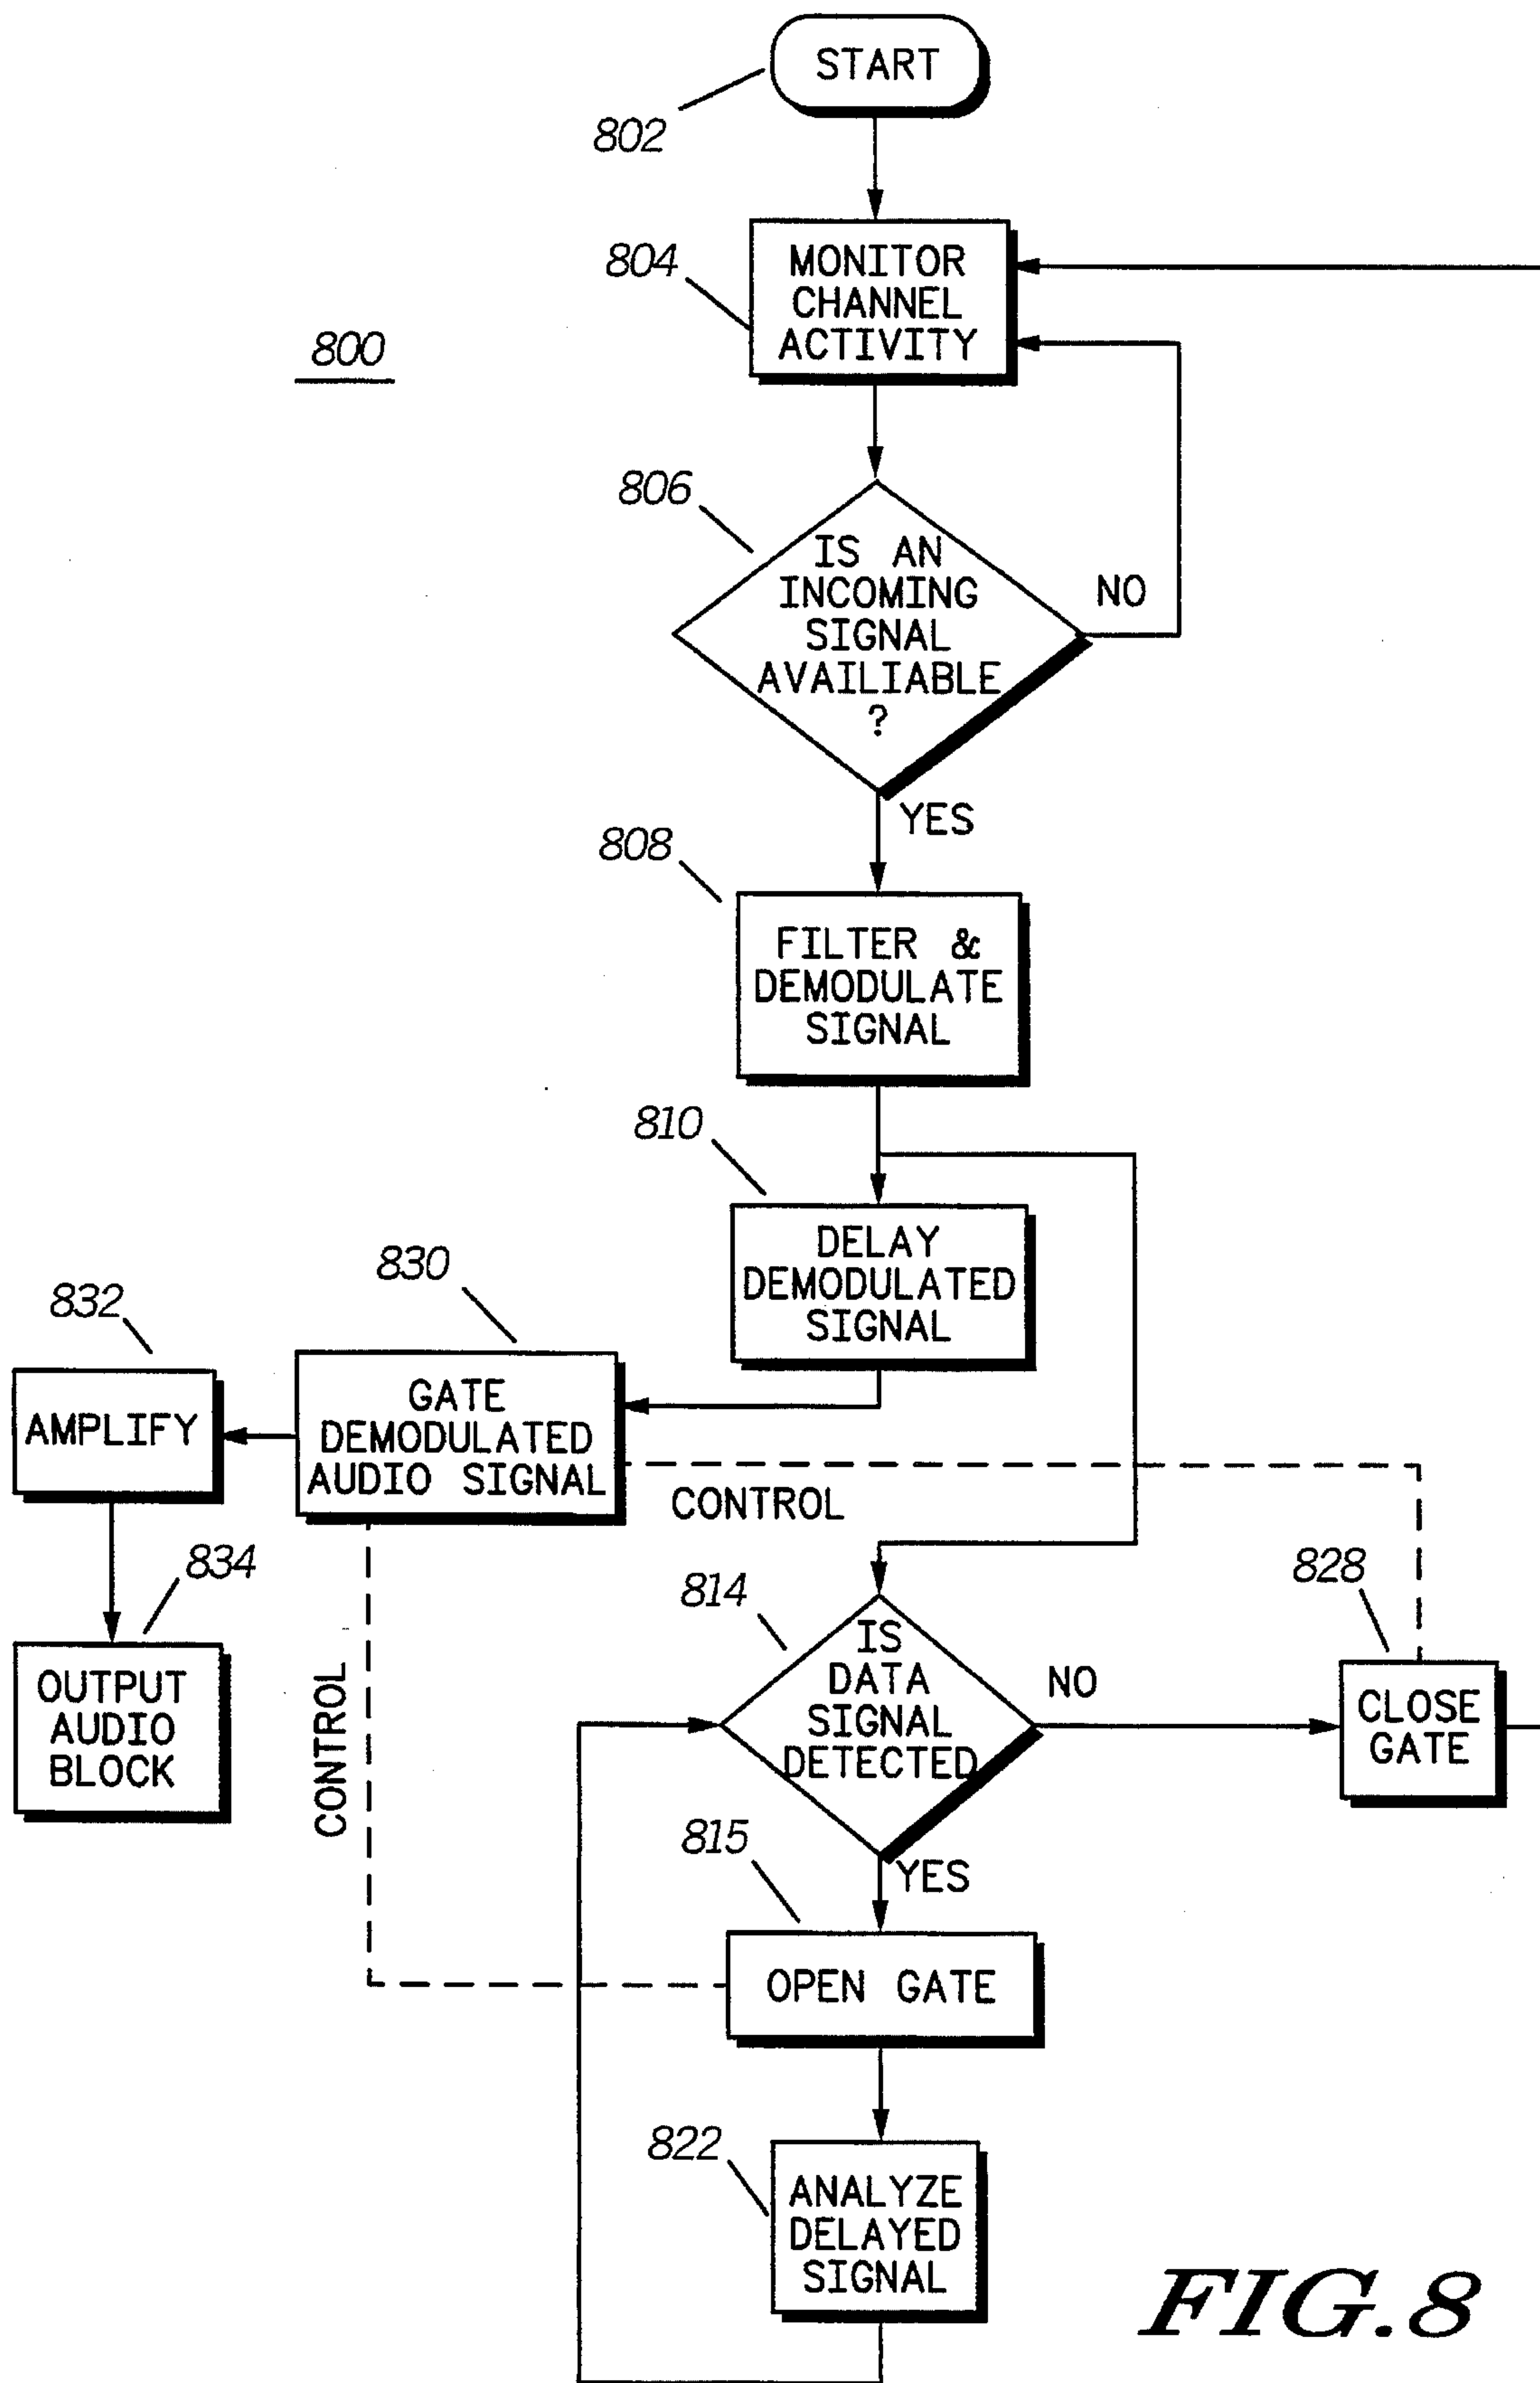 START
802
MONITOR
CHANNEL
ACTIVITY
804
800
806
IS AN
INCOMING
SIGNAL
AVAILIABLE
?
NO
YES
808
FILTER &
DEMODULATE
SIGNAL
810
DELAY
DEMODULATED
SIGNAL
830
832
GATE
DEMODULATED
AUDIO SIGNAL
AMPLIFY
CONTROL
834
OUTPUT
AUDIO
BLOCK
CONTROL
814
IS
DATA
SIGNAL
DETECTED
NO
828
CLOSE
GATE
815
YES
OPEN GATE
822
ANALYZE
DELAYED
SIGNAL
FIG.8